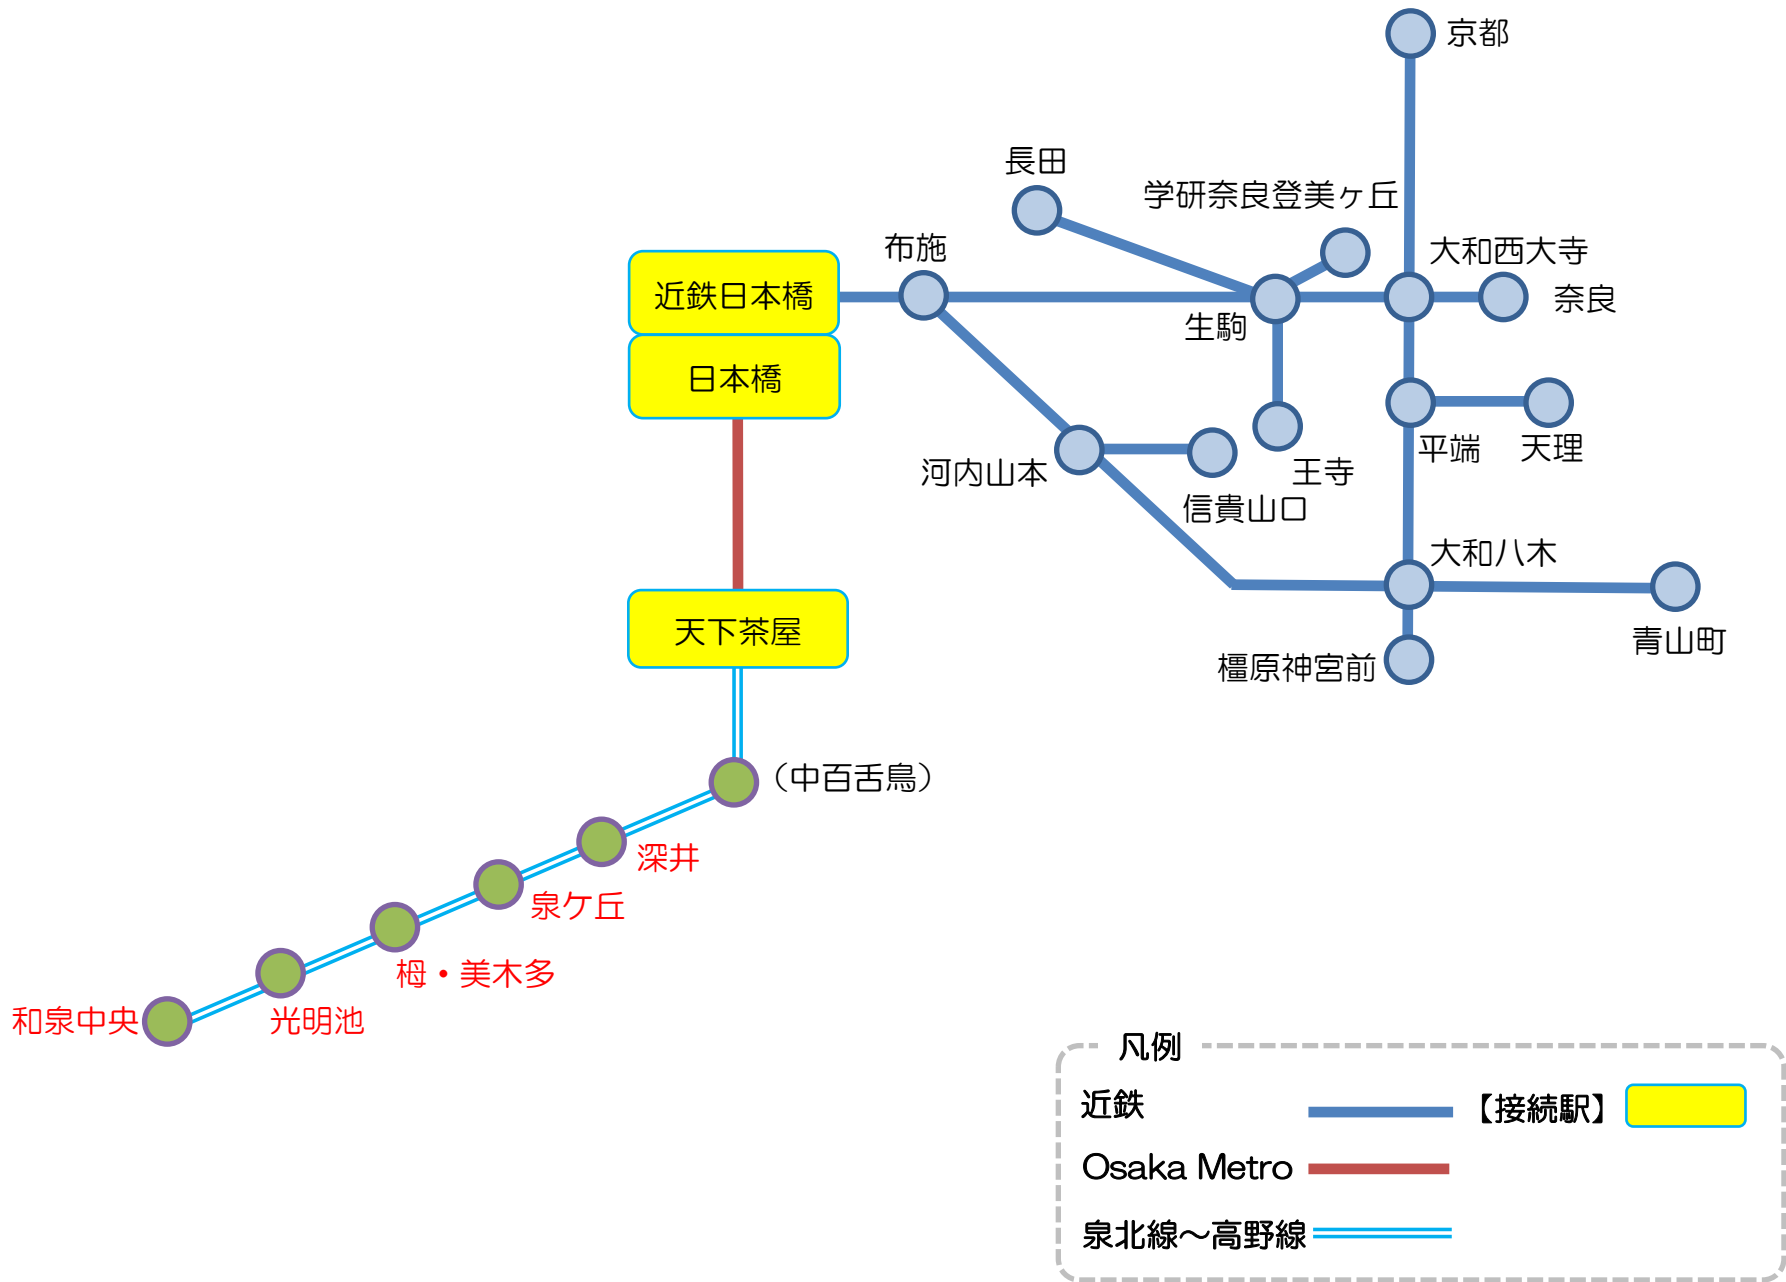 京都
長田
学研奈良登美ヶ丘
布施
大和西大寺
近鉄日本橋
奈良
生駒
日本橋
平端
天理
河内山本
王寺
信貴山口
大和八木
天下茶屋
青山町
橿原神宮前
（中百舌鳥）
深井
泉ケ丘
栂・美木多
和泉中央
光明池
凡例
近鉄
【接続駅】
Osaka Metro
泉北線～高野線